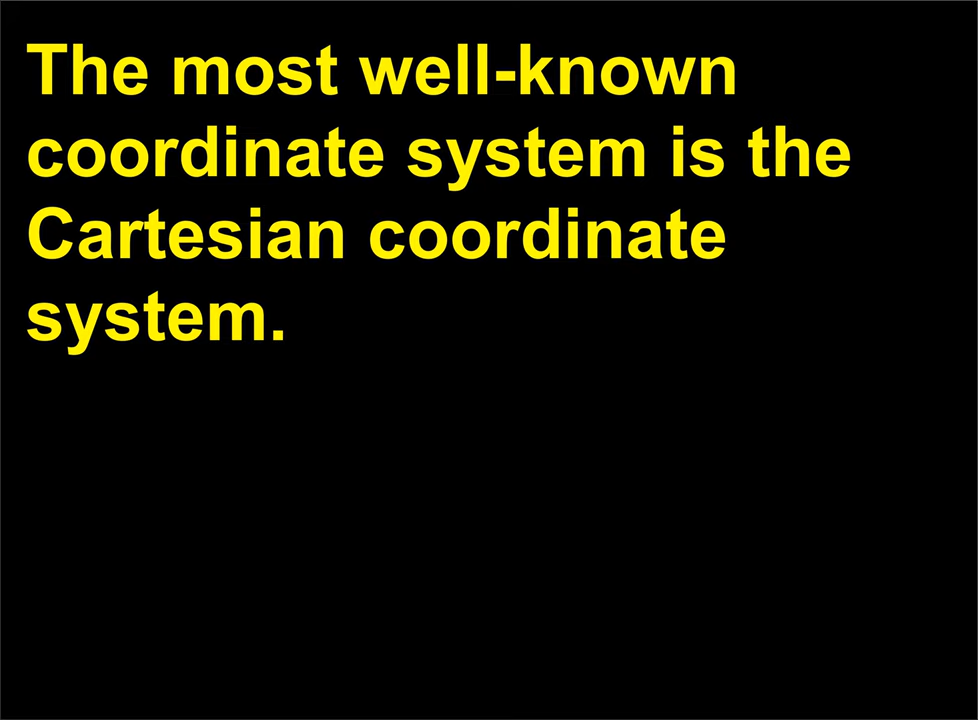 The most well-known
coordinate system is the
Cartesian coordinate
system.